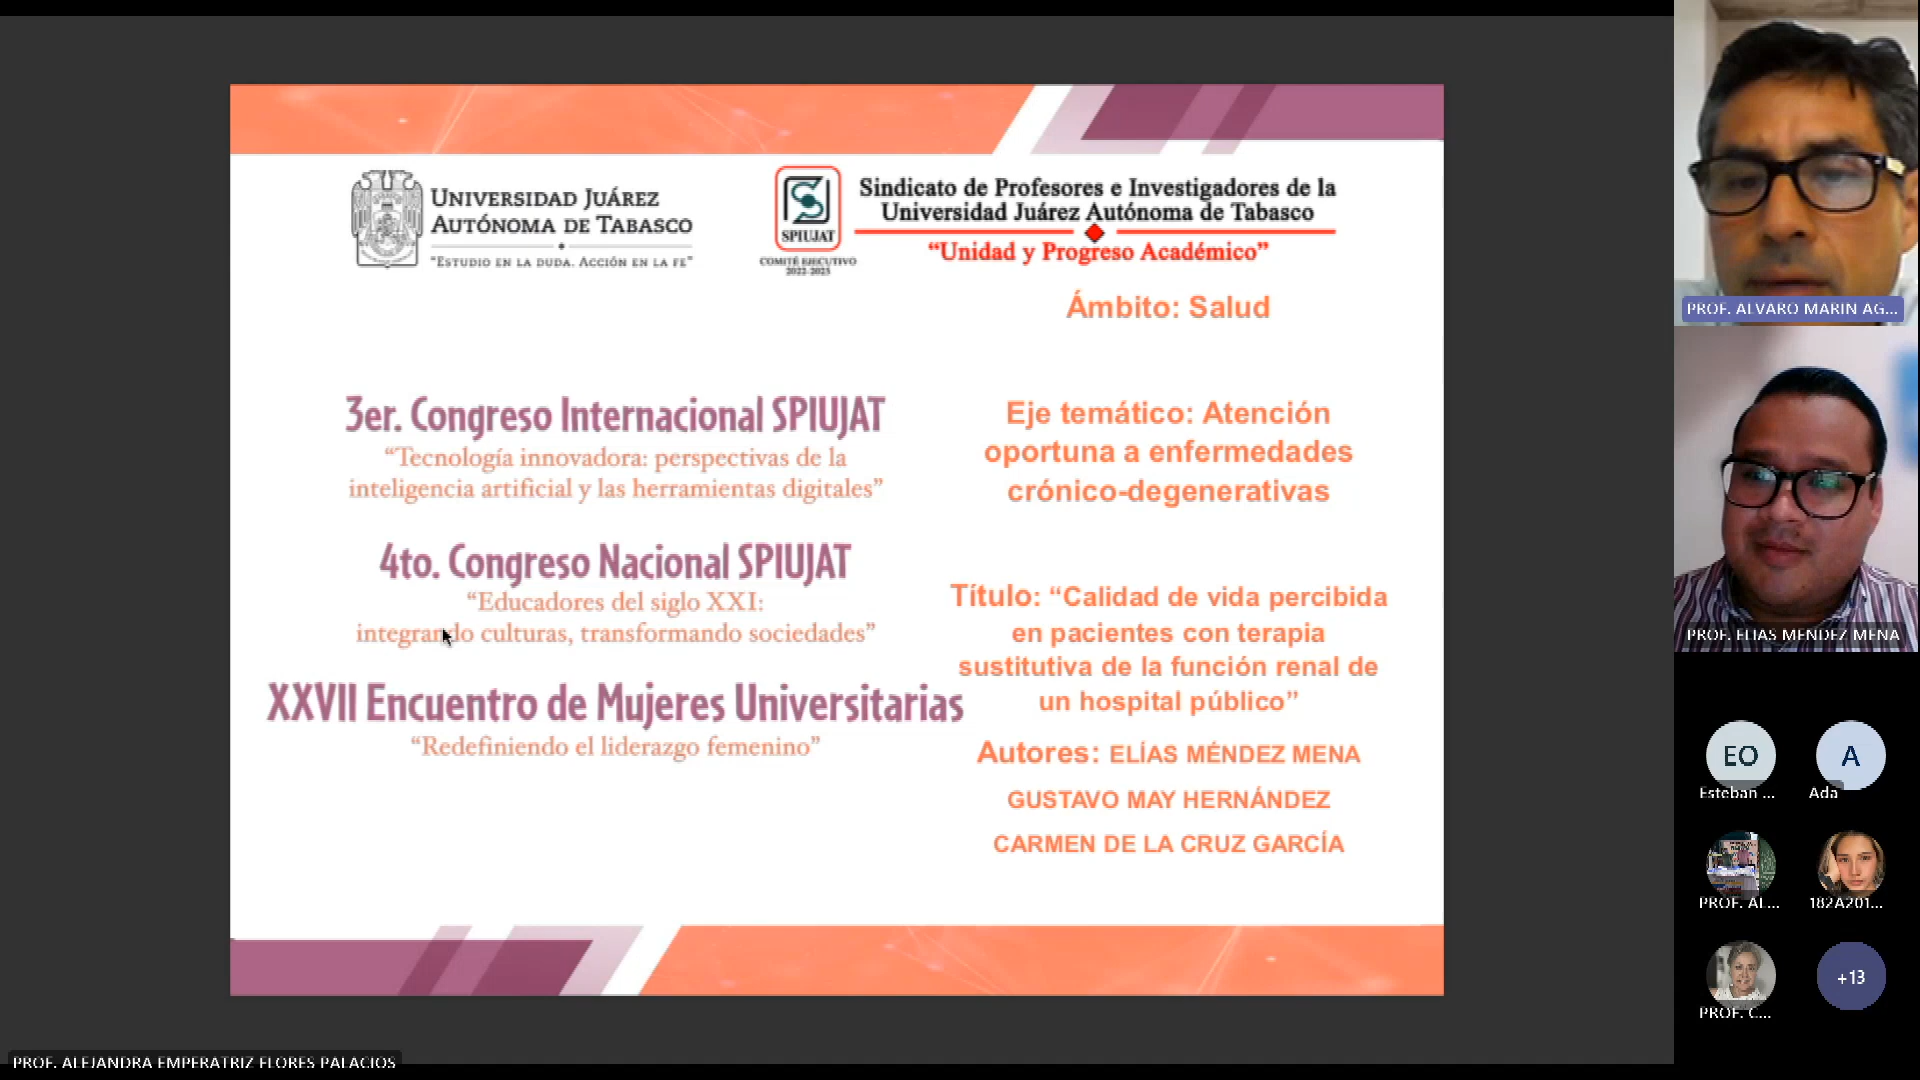 UNIVERSIDAD JUÁREZ
AUTÓNOMA DE TABASCO
"ESTUDIO EN LA DUDA. ACCIÓN EN LA FE"
SPIUJAT
COMITÉ EJECUTIVO
2022-2025
Sindicato de Profesores e Investigadores de la
Universidad Juárez Autónoma de Tabasco
“Unidad y Progreso Académico”
Ámbito: Salud
3er. Congreso Internacional SPIUJAT
“Tecnología innovadora: perspectivas de la
inteligencia artificial y las herramientas digitales”
4to. Congreso Nacional SPIUJAT
“Educadores del siglo XXI:
integrando culturas, transformando sociedades”
XXVII Encuentro de Mujeres Universitarias
“Redefiniendo el liderazgo femenino”
Eje temático: Atención
oportuna a enfermedades
crónico-degenerativas
Título: “Calidad de vida percibida
en pacientes con terapia
sustitutiva de la función renal de
un hospital público”
Autores: ELÍAS MÉNDEZ MENA
GUSTAVO MAY HERNÁNDEZ
CARMEN DE LA CRUZ GARCÍA
PROF. ALVARO MARIN AG...
PROF. ELIAS MENDEZ MENA
EO
Esteban ...
A
Ada
PROF. AL...
182A201...
PROF. C...
+13
PROF. ALEJANDRA EMPERATRIZ FLORES PALACIOS